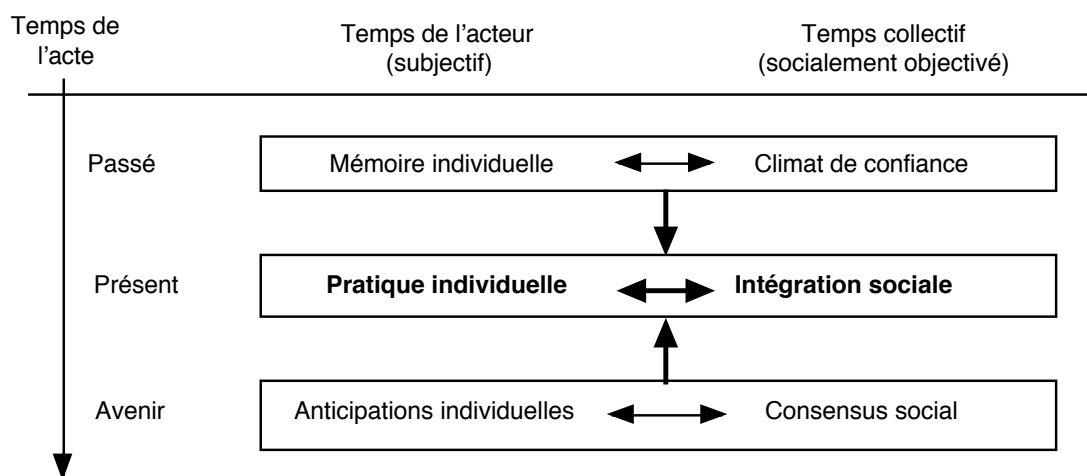 Temps de
l'acte
Temps de l'acteur
(subjectif)
Temps collectif
(socialement objectivé)
Passé
Mémoire individuelle
Climat de confiance
Présent
Pratique individuelle
Intégration sociale
Avenir
Anticipations individuelles
Consensus social